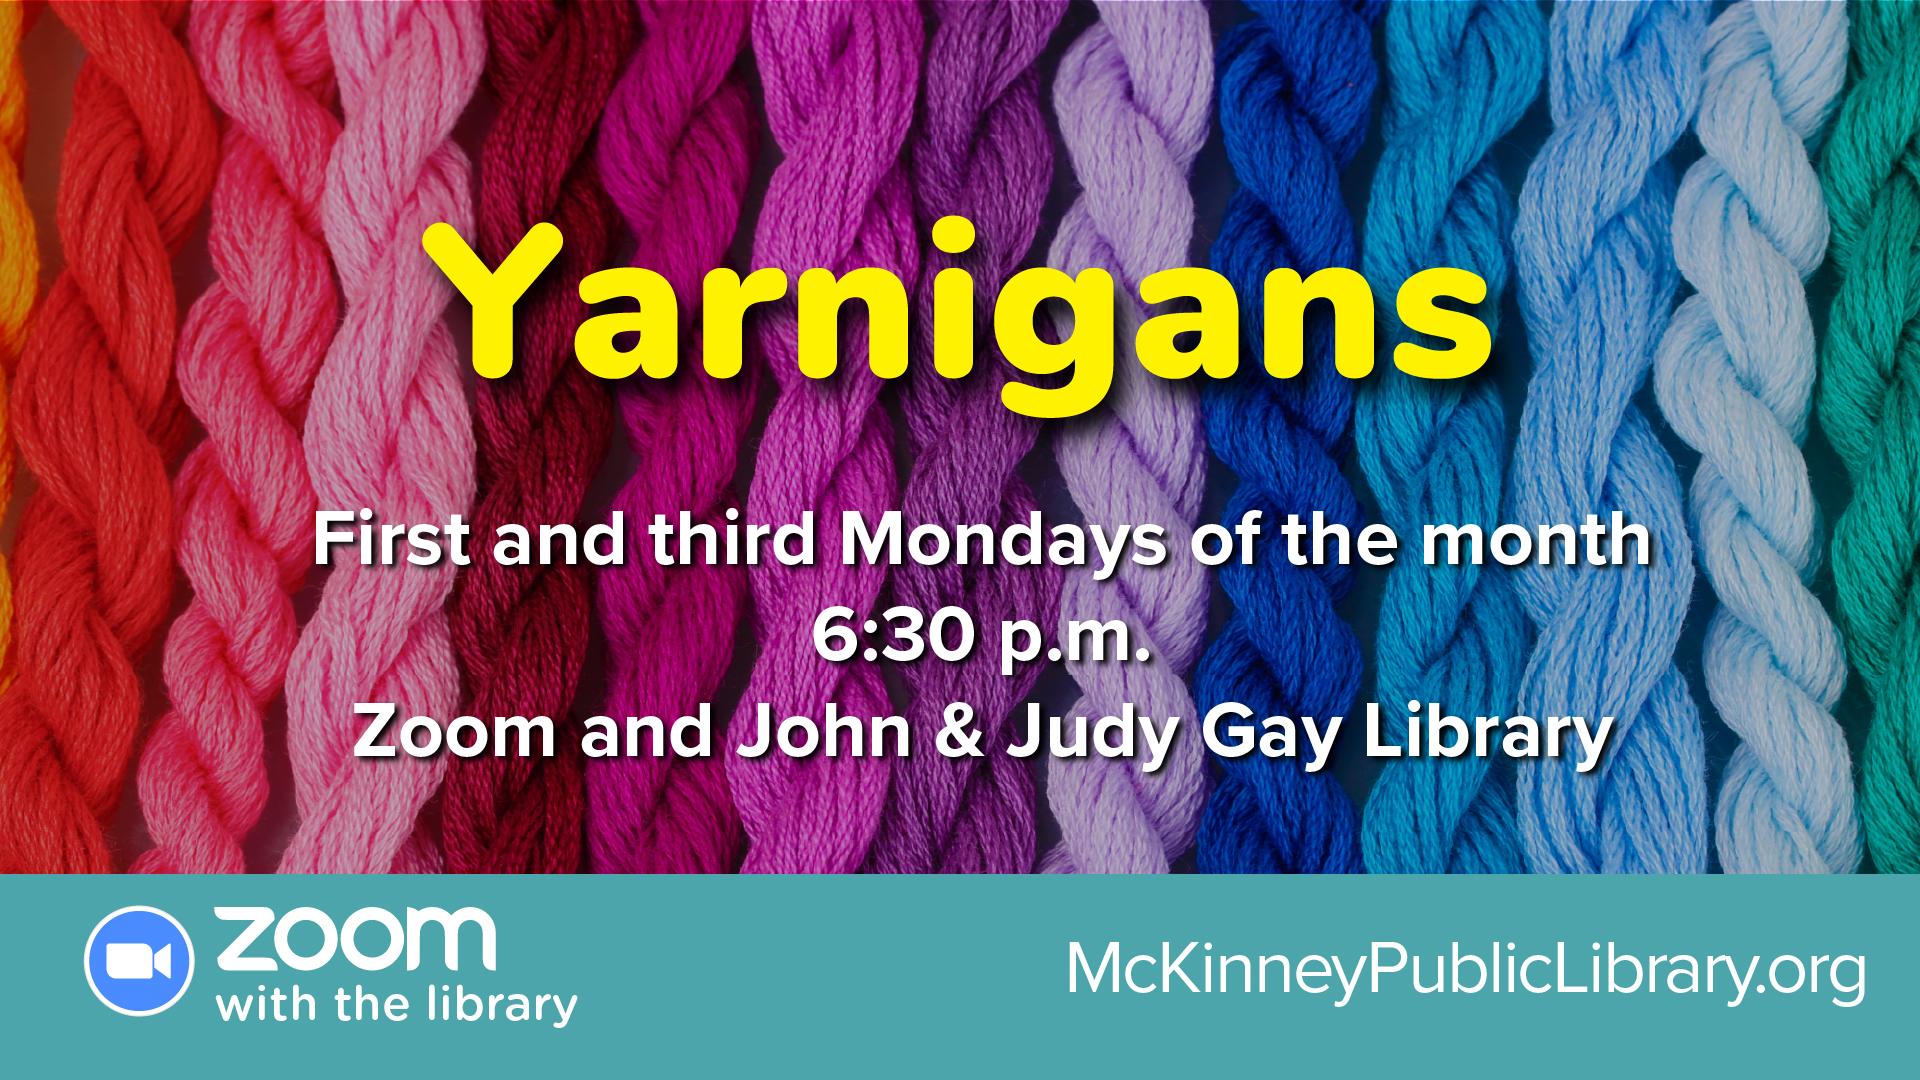 Yarnigans
First and third Mondays of the month
6:30 p.m.
Zoom and John & Judy Gay Library
zoom
with the library
McKinneyPublicLibrary.org